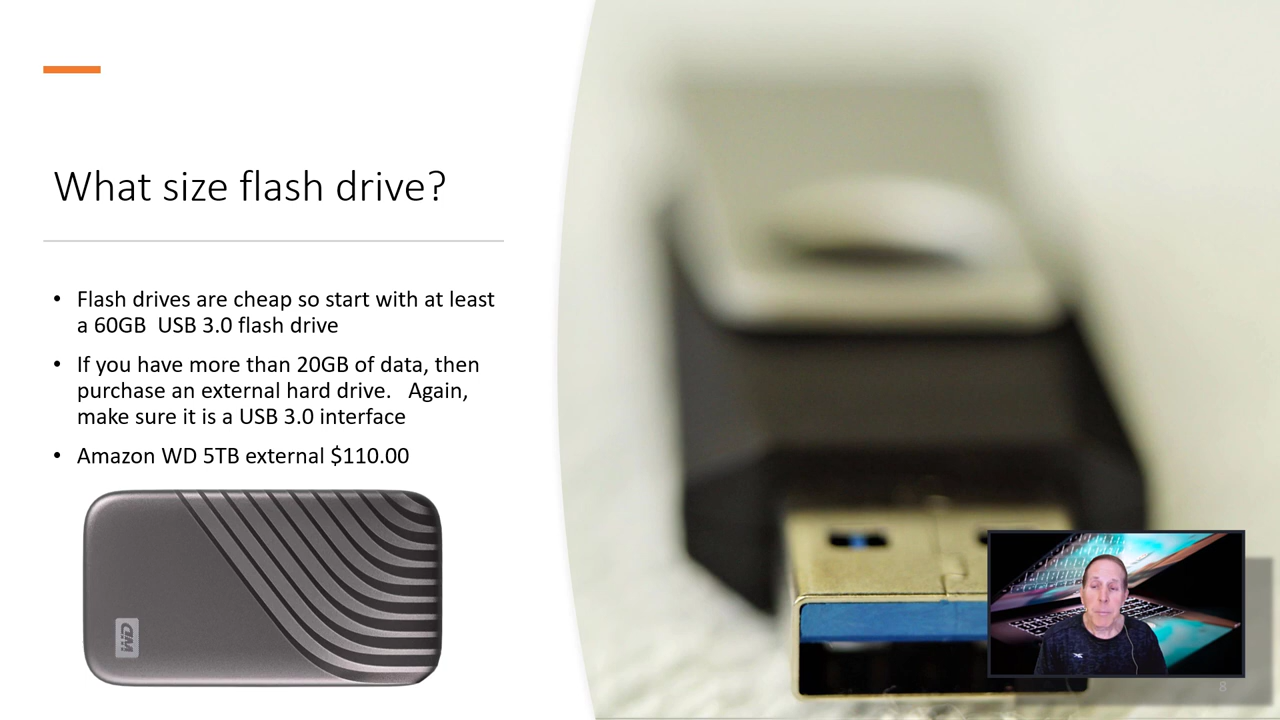 What size flash drive?
• Flash drives are cheap so start with at least
a 60GB  USB 3.0 flash drive
• If you have more than 20GB of data, then
purchase an external hard drive.   Again,
make sure it is a USB 3.0 interface
• Amazon WD 5TB external $110.00
WD
8